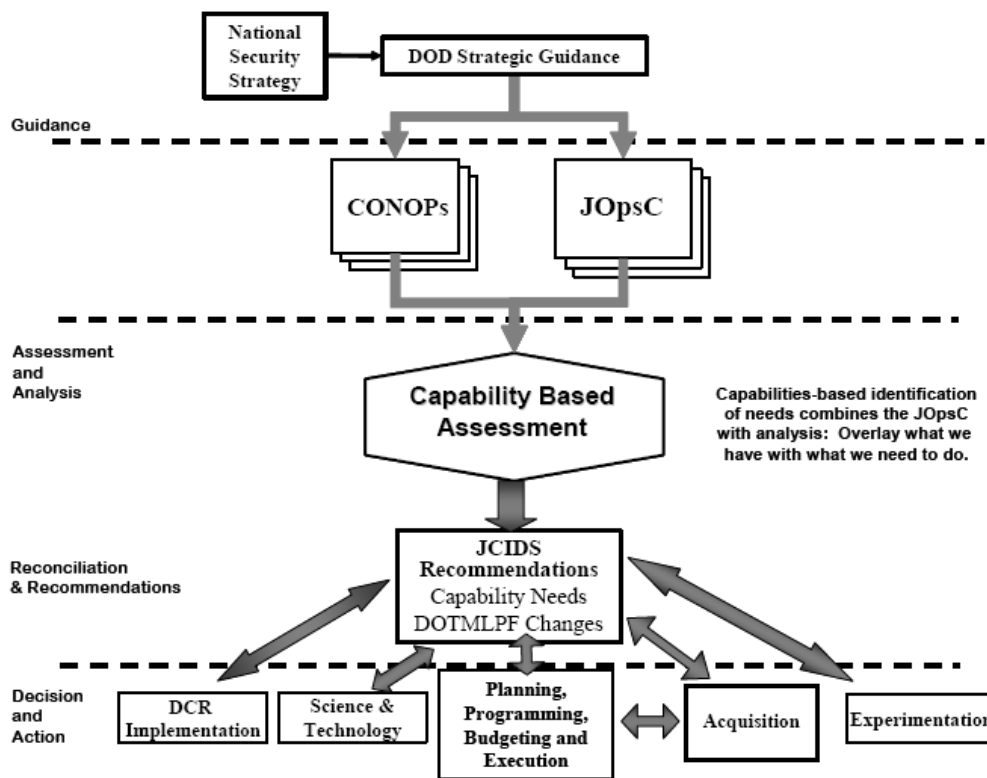 National
Security
Strategy
DOD Strategic Guidance
Guidance
CONOPs
JOpsC
Assessment
and
Analysis
Capability Based
Assessment
Capabilities-based identification
of needs combines the JOpsC
with analysis: Overlay what we
have with what we need to do.
Reconciliation
& Recommendations
JCIDS
Recommendations
Capability Needs
DOTMLPF Changes
Decision
and
Action
DCR
Implementation
Science &
Technology
Planning,
Programming,
Budgeting and
Execution
Acquisition
Experimentation